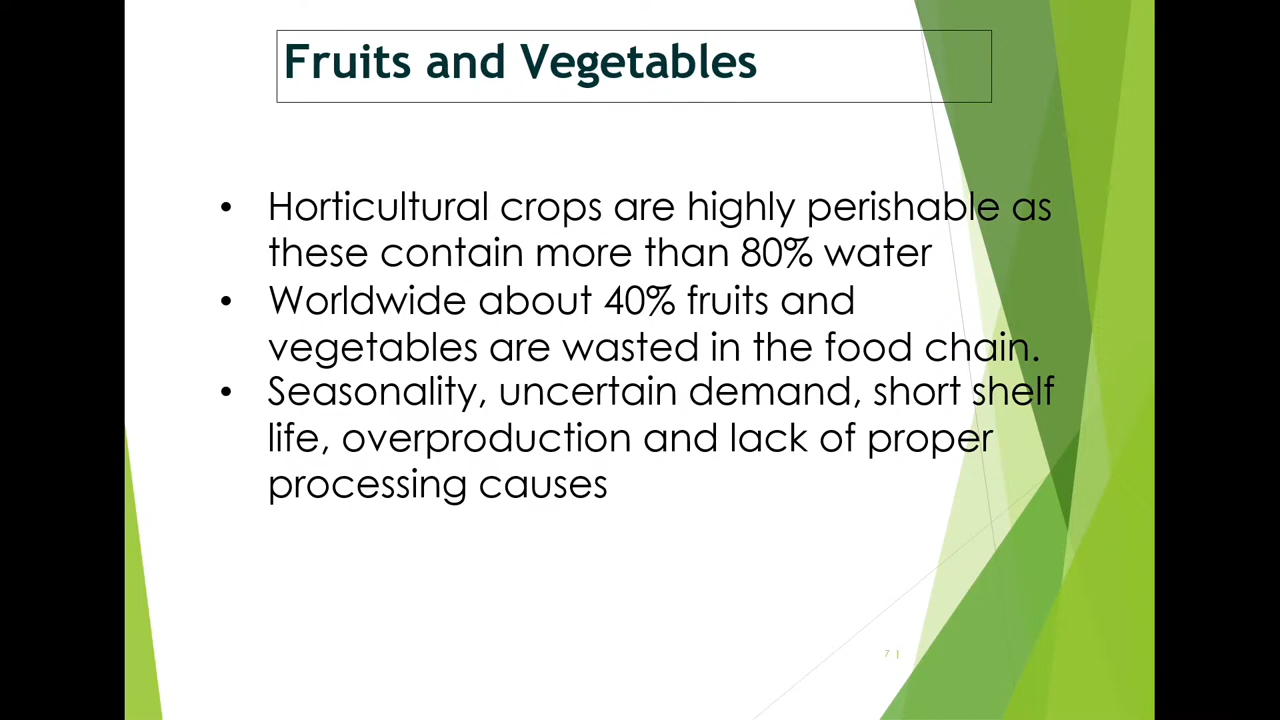 Fruits and Vegetables
• Horticultural crops are highly perishable as
these contain more than 80% water
• Worldwide about 40% fruits and
vegetables are wasted in the food chain.
• Seasonality, uncertain demand, short shelf
life, overproduction and lack of proper
processing causes
7 |